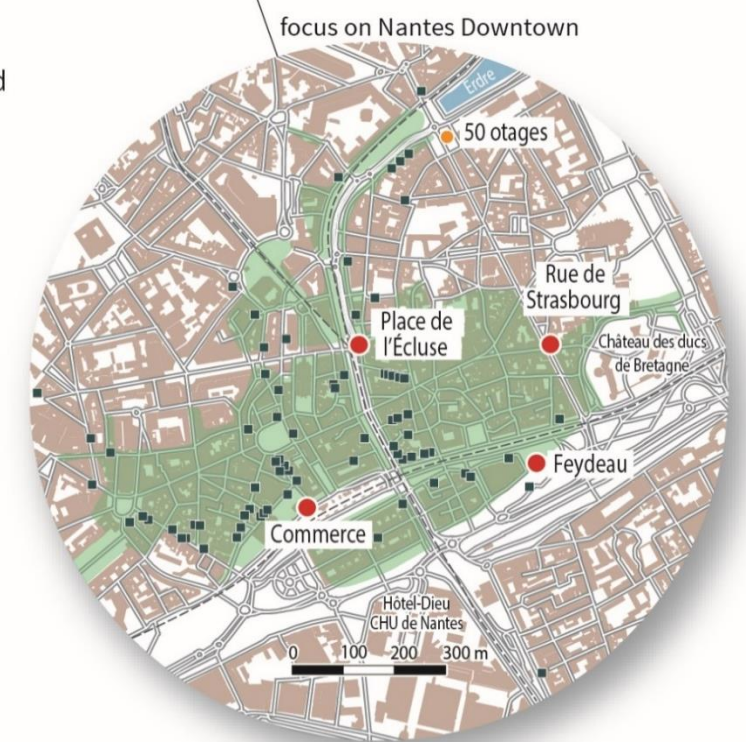 focus on Nantes Downtown
d
Erdre
50 otages
Rue de
Strasbourg
Place de
l'Écluse
Château des ducs
de Bretagne
Feydeau
Commerce
Hôtel-Dieu
CHU de Nantes
0 100 200 300 m